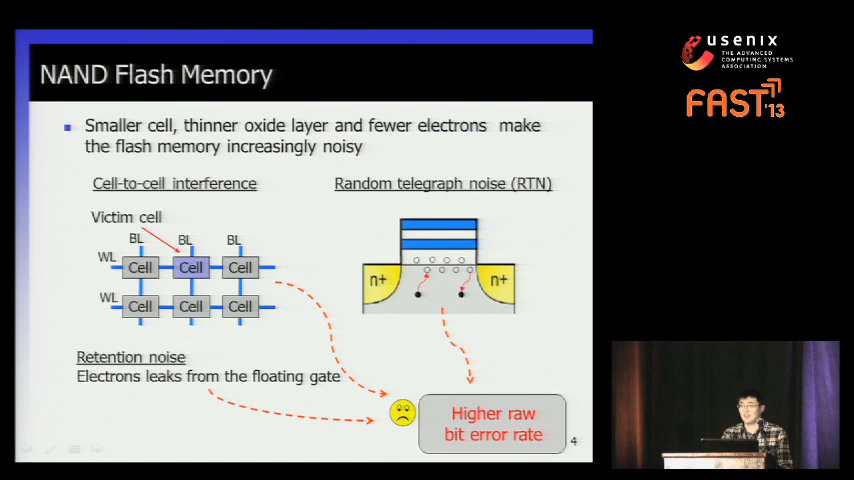 NAND Flash Memory
Smaller cell, thinner oxide layer and fewer electrons make
the flash memory increasingly noisy
Cell-to-cell interference
Random telegraph noise (RTN)
Victim cell
BL BL BL
WL Cell Cell Cell
WL Cell Cell Cell
n+ n+
Retention noise
Electrons leaks from the floating gate
Higher raw
bit error rate
4
usenix
THE ADVANCED
COMPUTING SYSTEMS
ASSOCIATION
FAST '13